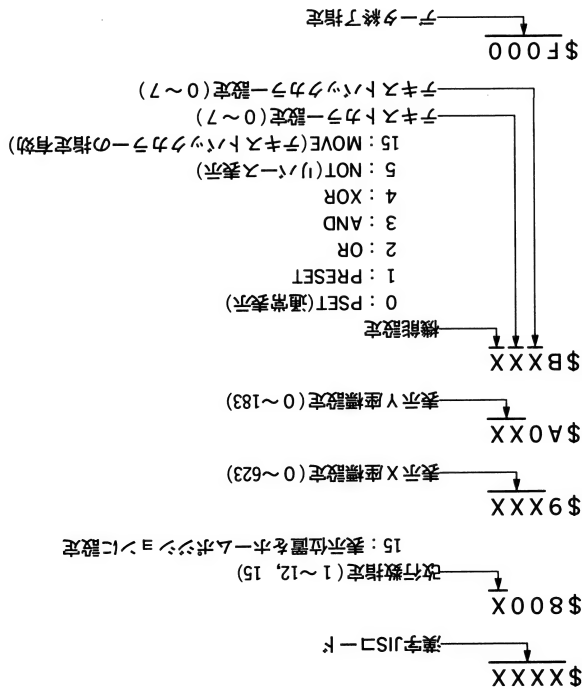 $XXXX
漢字JISコード
$800X
改行数指定(1～12, 15)
15：表示位置をホームポジションに設定
$9XXX
表示X座標設定(0～623)
$A0XX
表示Y座標設定(0～183)
$BXXX
機能設定
0：PSET(通常表示)
1：PRESET
2：OR
3：AND
4：XOR
5：NOT(リバース表示)
15：MOVE(テキストバックカラーの指定有効)
テキストカラー設定(0～7)
テキストバックカラー設定(0～7)
$F000
データ終了指定